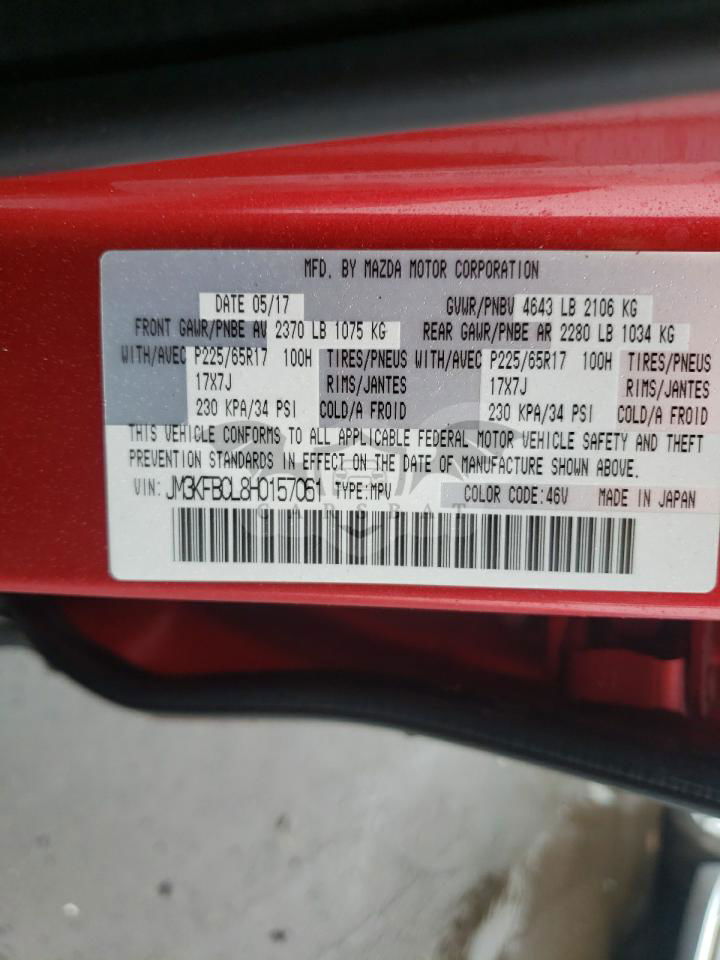 MFD. BY MAZDA MOTOR CORPORATION
DATE 05/17 GVWR/PNBV 4643 LB 2106 KG
FRONT GAWR/PNBE AV 2370 LB 1075 KG REAR GAWR/PNBE AR 2280 LB 1034 KG
WITH/AVEC P225/65R17 100H TIRES/PNEUS WITH/AVEC P225/65R17 100H TIRES/PNEUS
17X7J RIMS/JANTES 17X7J RIMS/JANTES
230 KPA/34 PSI COLD/A FROID 230 KPA/34 PSI COLD/A FROID
THIS VEHICLE CONFORMS TO ALL APPLICABLE FEDERAL MOTOR VEHICLE SAFETY AND THEFT
PREVENTION STANDARDS IN EFFECT ON THE DATE OF MANUFACTURE SHOWN ABOVE.
VIN: JM3KFBCL8H0157061 TYPE:MPV COLOR CODE:46V MADE IN JAPAN
CARSBAT